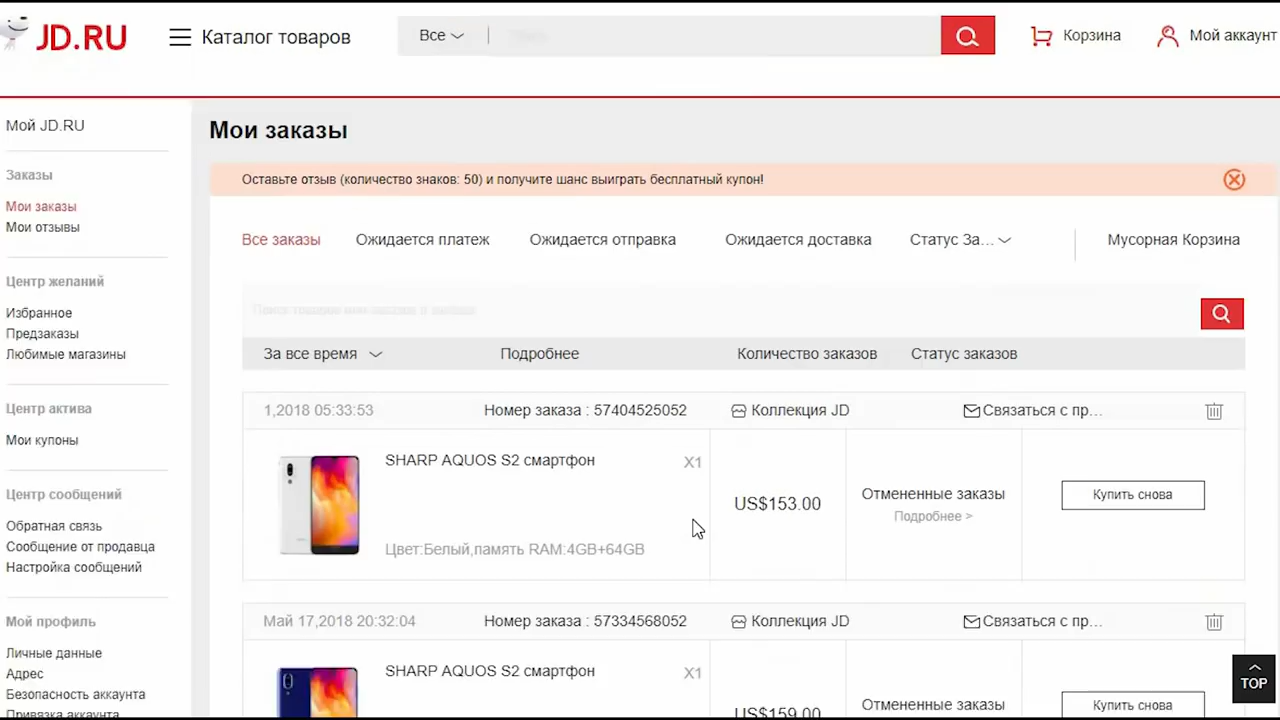 JD.RU
Каталог товаров
Все
Корзина
Мой аккаунт
Мой JD.RU
Заказы
Мои заказы
Мои отзывы
Центр желаний
Избранное
Предзаказы
Любимые магазины
Центр актива
Мои купоны
Центр сообщений
Обратная связь
Сообщение от продавца
Настройка сообщений
Мой профиль
Личные данные
Адрес
Безопасность аккаунта
Привязка аккаунта
Мои заказы
Оставьте отзыв (количество знаков: 50) и получите шанс выиграть бесплатный купон!
Все заказы Ожидается платеж Ожидается отправка Ожидается доставка Статус За... Мусорная Корзина
За все время Подробнее Количество заказов Статус заказов
1,2018 05:33:53 Номер заказа : 57404525052 Коллекция JD Связаться с пр...
SHARP AQUOS S2 смартфон X1
Цвет:Белый,память RAM:4GB+64GB
US$153.00
Отмененные заказы
Подробнее >
Купить снова
Май 17,2018 20:32:04 Номер заказа : 57334568052 Коллекция JD Связаться с пр...
SHARP AQUOS S2 смартфон X1
US$159.00
Отмененные заказы
Купить снова
TOP